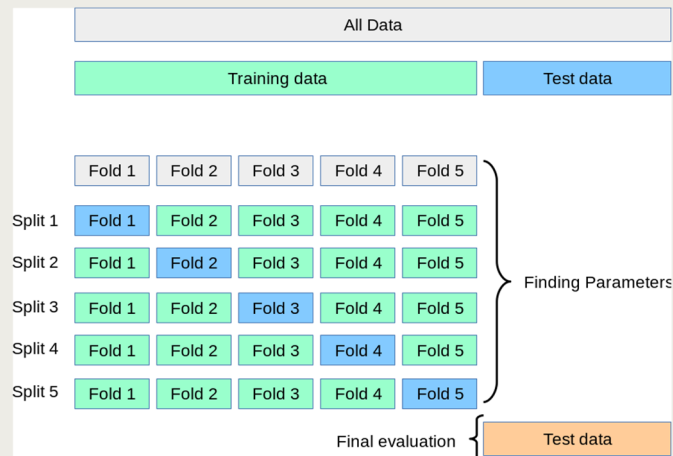 All Data
Training data Test data
Fold 1 Fold 2 Fold 3 Fold 4 Fold 5
Split 1 Fold 1 Fold 2 Fold 3 Fold 4 Fold 5
Split 2 Fold 1 Fold 2 Fold 3 Fold 4 Fold 5
Finding Parameters
Split 3 Fold 1 Fold 2 Fold 3 Fold 4 Fold 5
Split 4 Fold 1 Fold 2 Fold 3 Fold 4 Fold 5
Split 5 Fold 1 Fold 2 Fold 3 Fold 4 Fold 5
Final evaluation Test data